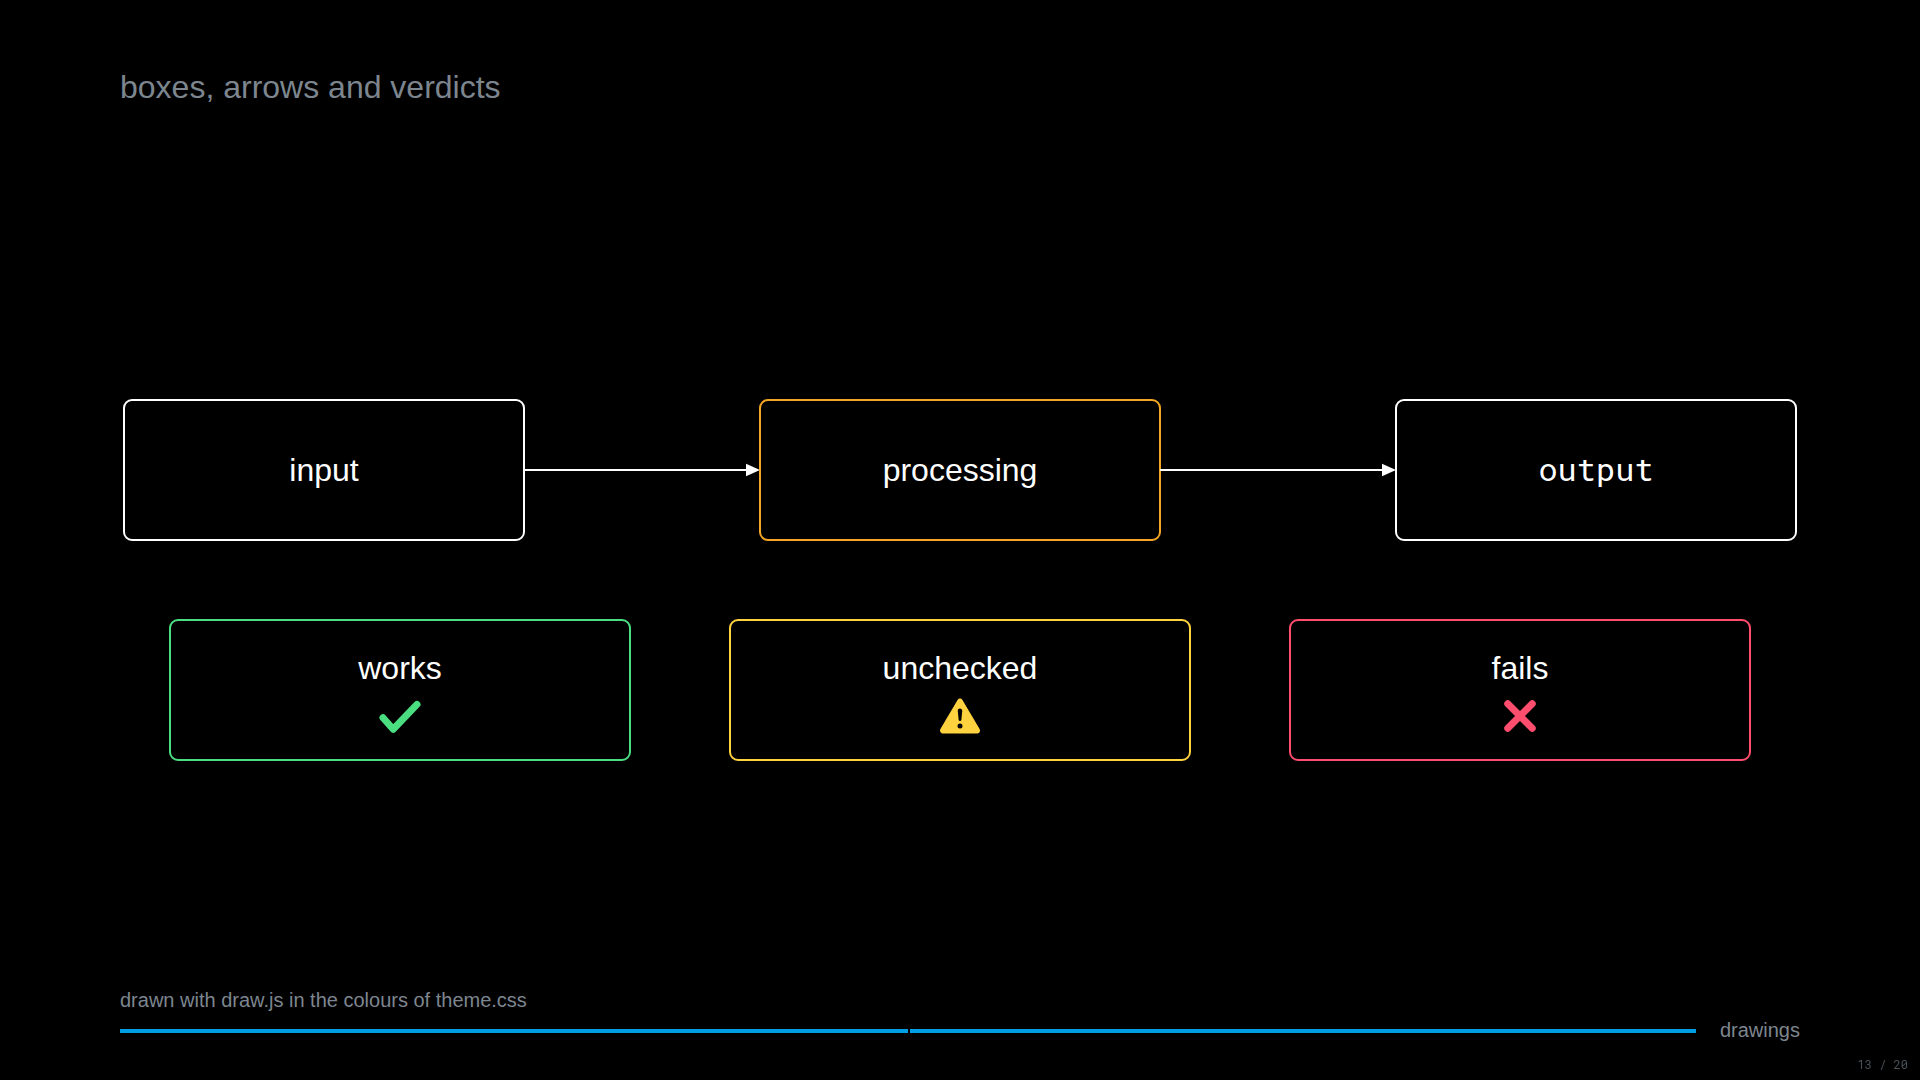 boxes, arrows and verdicts
input
processing
output
works
unchecked
fails
drawn with draw.js in the colours of theme.css
drawings
13 / 20